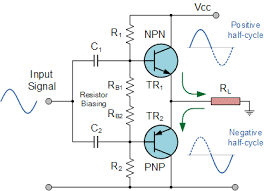 Vcc
R1
NPN
Positive
half-cycle
C1
Input
Signal
Resistor
Biasing
RB1
TR1
RL
RB2
TR2
C2
Negative
half-cycle
R2
PNP